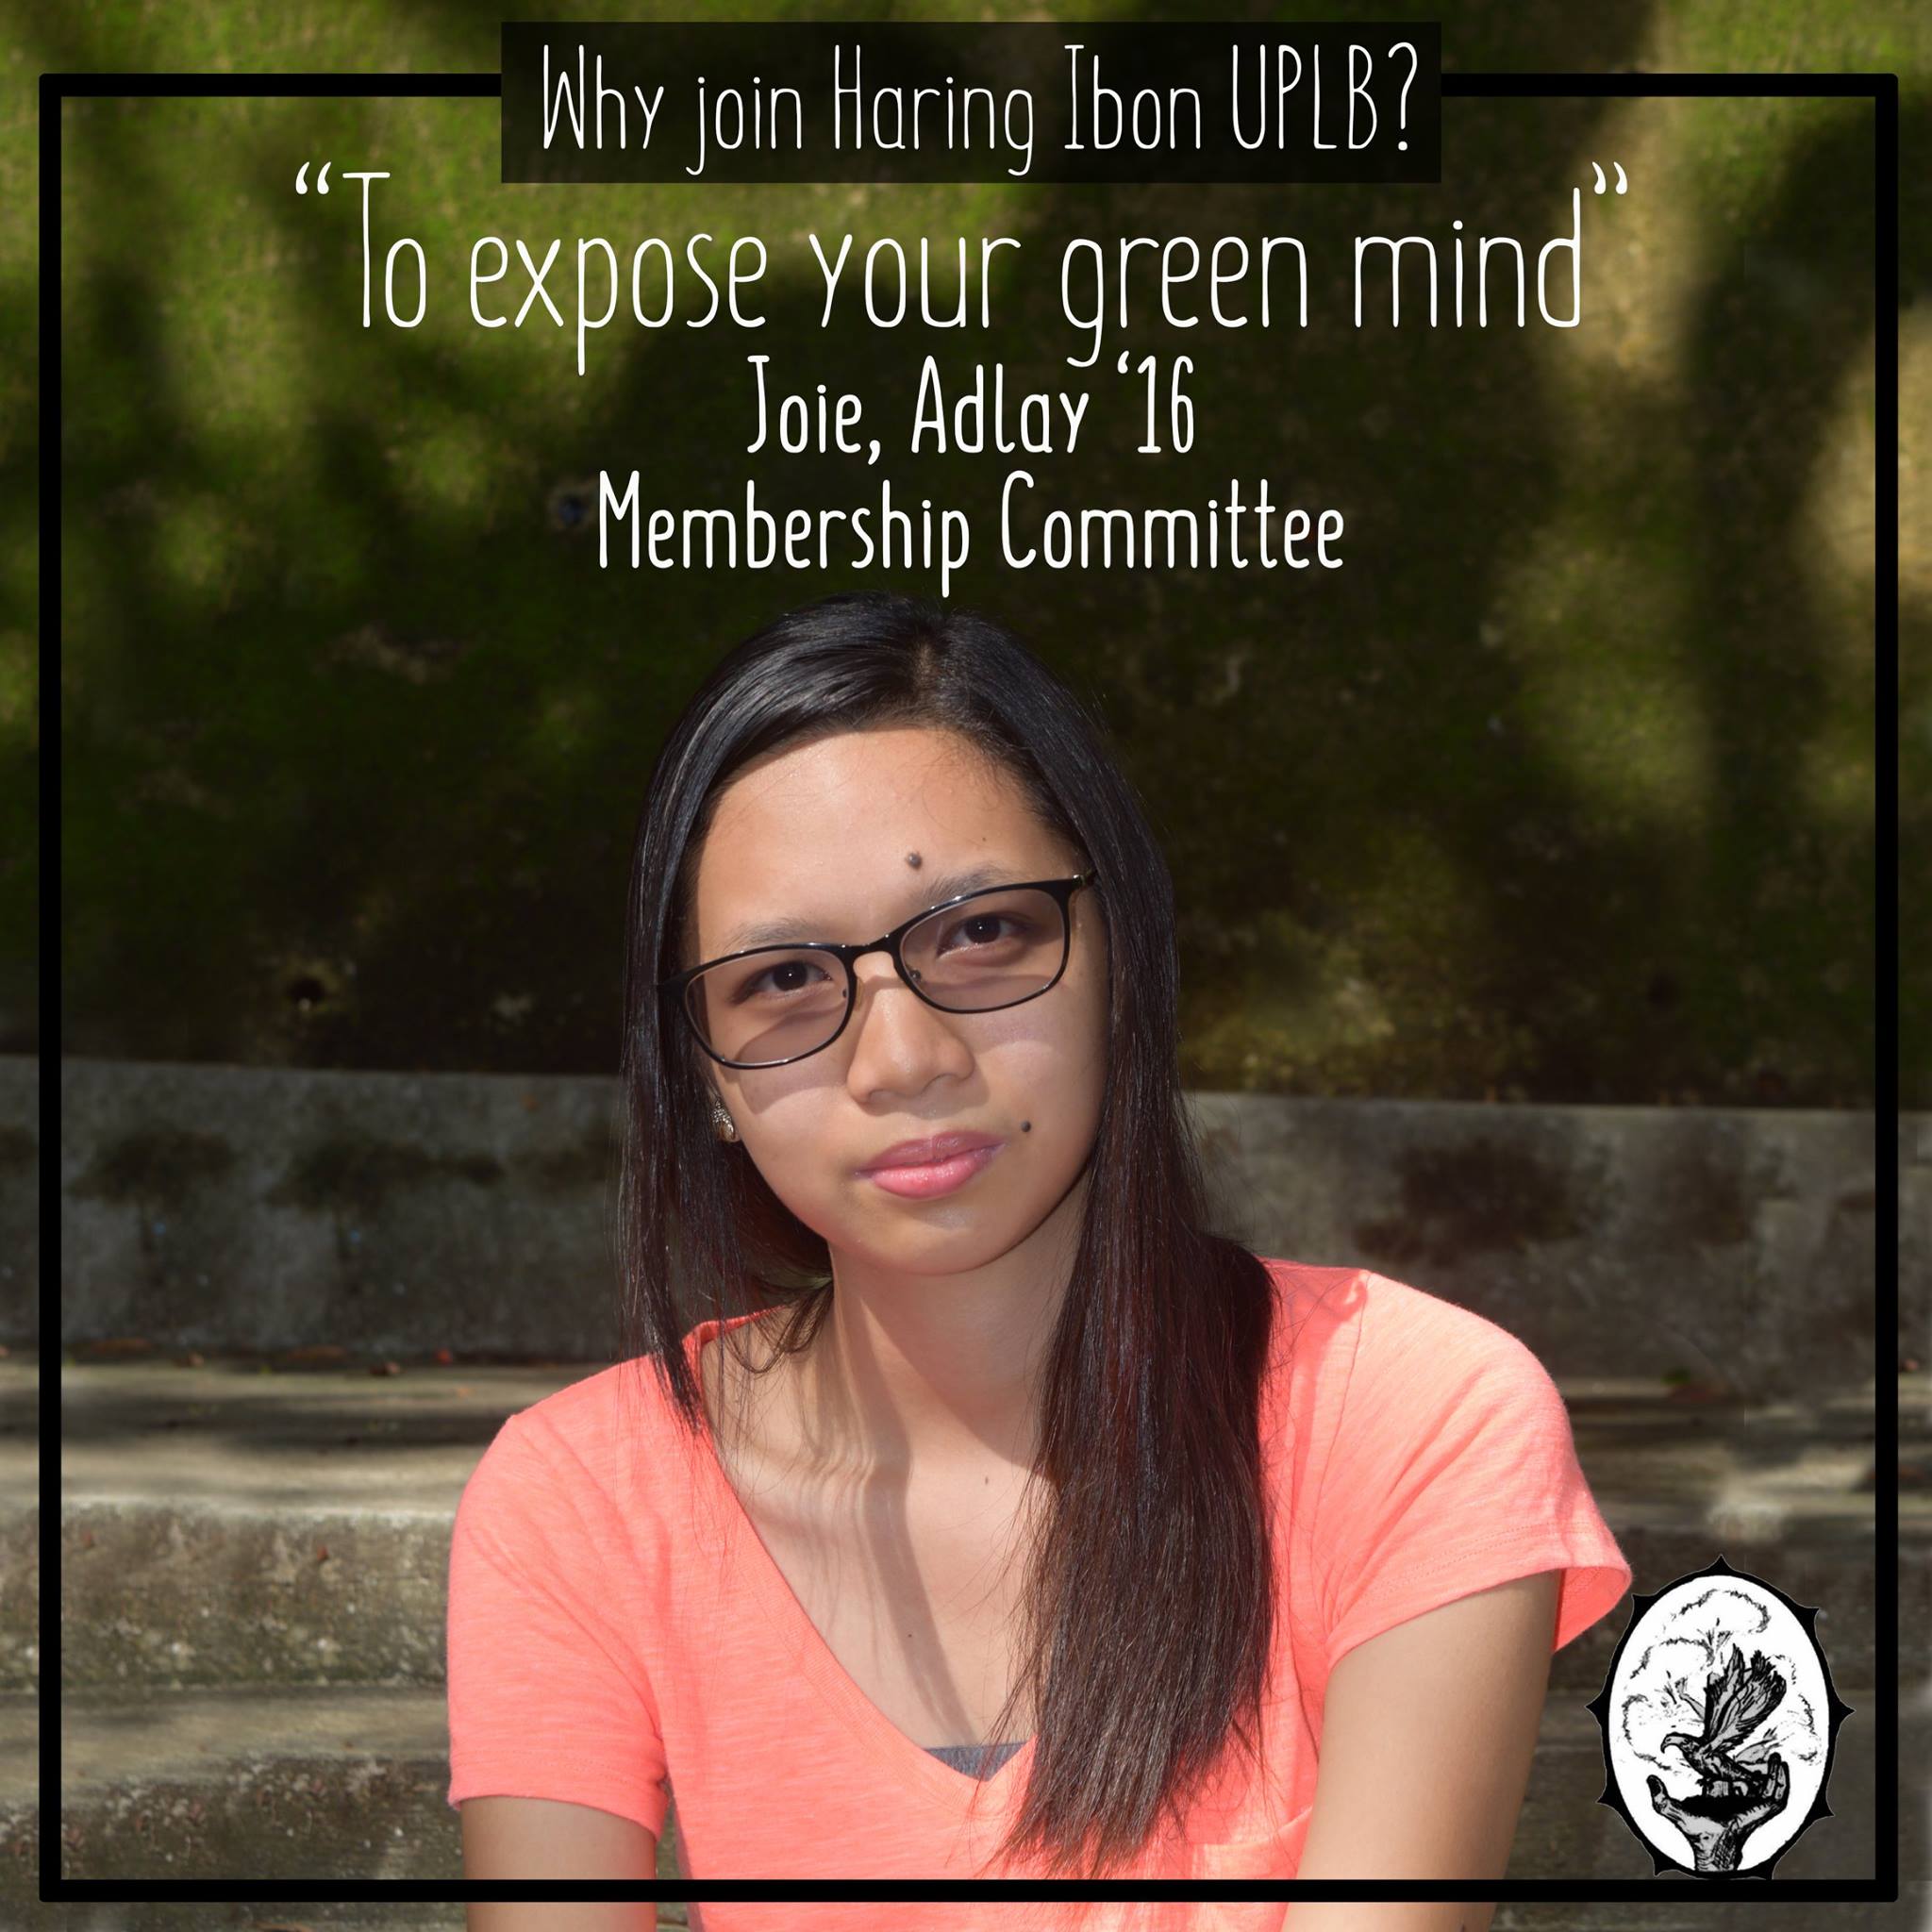 Why join Haring Ibon UPLB?
“To expose your green mind”
Joie, Adlay ‘16
Membership Committee